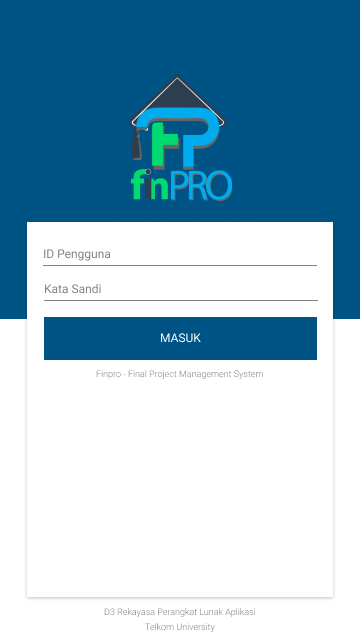 finPRO
ID Pengguna
Kata Sandi
MASUK
Finpro - Final Project Management System
D3 Rekayasa Perangkat Lunak Aplikasi
Telkom University